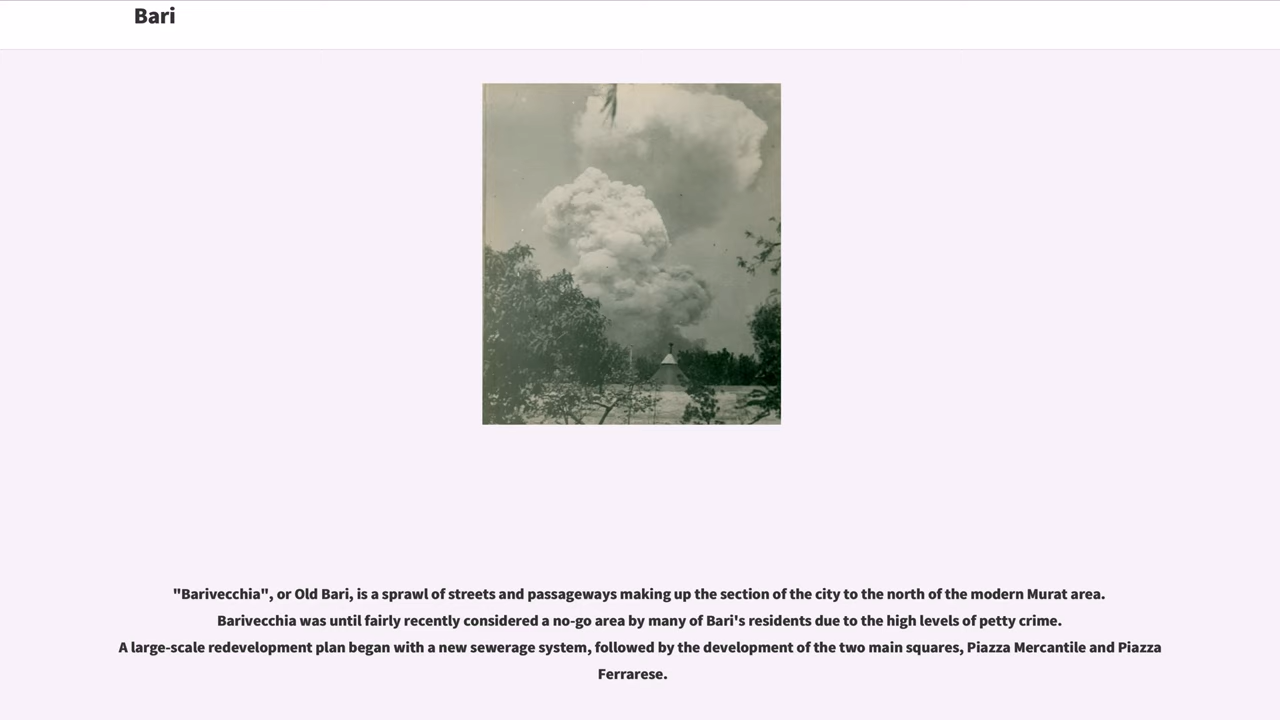 Bari
"Barivecchia", or Old Bari, is a sprawl of streets and passageways making up the section of the city to the north of the modern Murat area.
Barivecchia was until fairly recently considered a no-go area by many of Bari's residents due to the high levels of petty crime.
A large-scale redevelopment plan began with a new sewerage system, followed by the development of the two main squares, Piazza Mercantile and Piazza
Ferrarese.